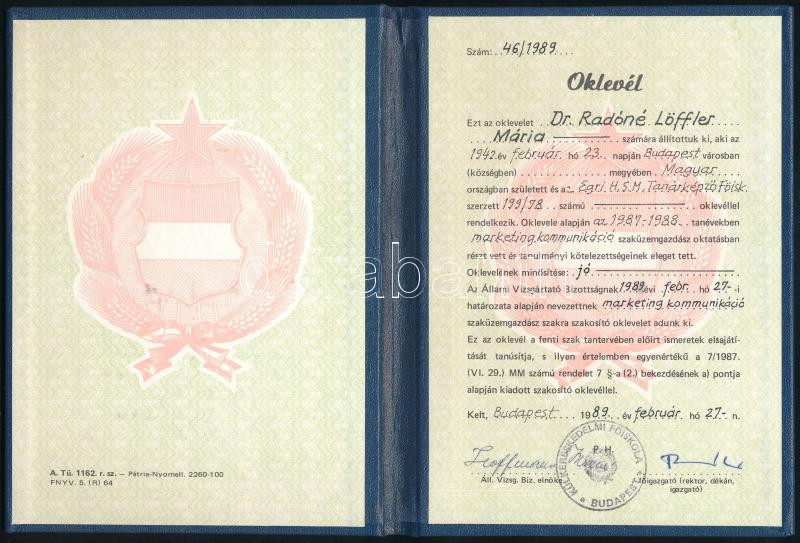 A. Tü. 1162. r. sz. — Pátria-Nyomell. 2260-100
FNYV. 5. (R) 64
Szám: 46/1989.
Oklevél
Ezt az oklevelet Dr. Radóné Löffler
Mária számára állítottuk ki, aki az
1942 év február hó 23. napján Budapest városban
(községben) megyében Magyar
országban született és a Egri H.S.M. Tanárképző Főisk.
szerzett 199/78 számú oklevéllel
rendelkezik. Oklevele alapján az 1987-1988 tanévekben
marketing kommunikáció szaküzemgazdász oktatásban
részt vett és tanulmányi kötelezettségeinek eleget tett.
Oklevelének minősítése: jó
Az Állami Vizsgáztató Bizottságnak 1989 évi febr. hó 27-i
határozata alapján nevezettnek marketing kommunikáció
szaküzemgazdász szakra szakosító oklevelet adunk ki.
Ez az oklevél a fenti szak tantervében előírt ismeretek elsajátí-
tását tanúsítja, s ilyen értelemben egyenértékű a 7/1987.
(VI. 29.) MM számú rendelet 7 §-a (2.) bekezdésének a) pontja
alapján kiadott szakosító oklevéllel.
Kelt, Budapest 1989 év február hó 27-n.
P. H.
KÜLKERESKEDELMI FŐISKOLA
* BUDAPEST *
Áll. Vizsg. Biz. elnöke
főigazgató (rektor, dékán,
igazgató)